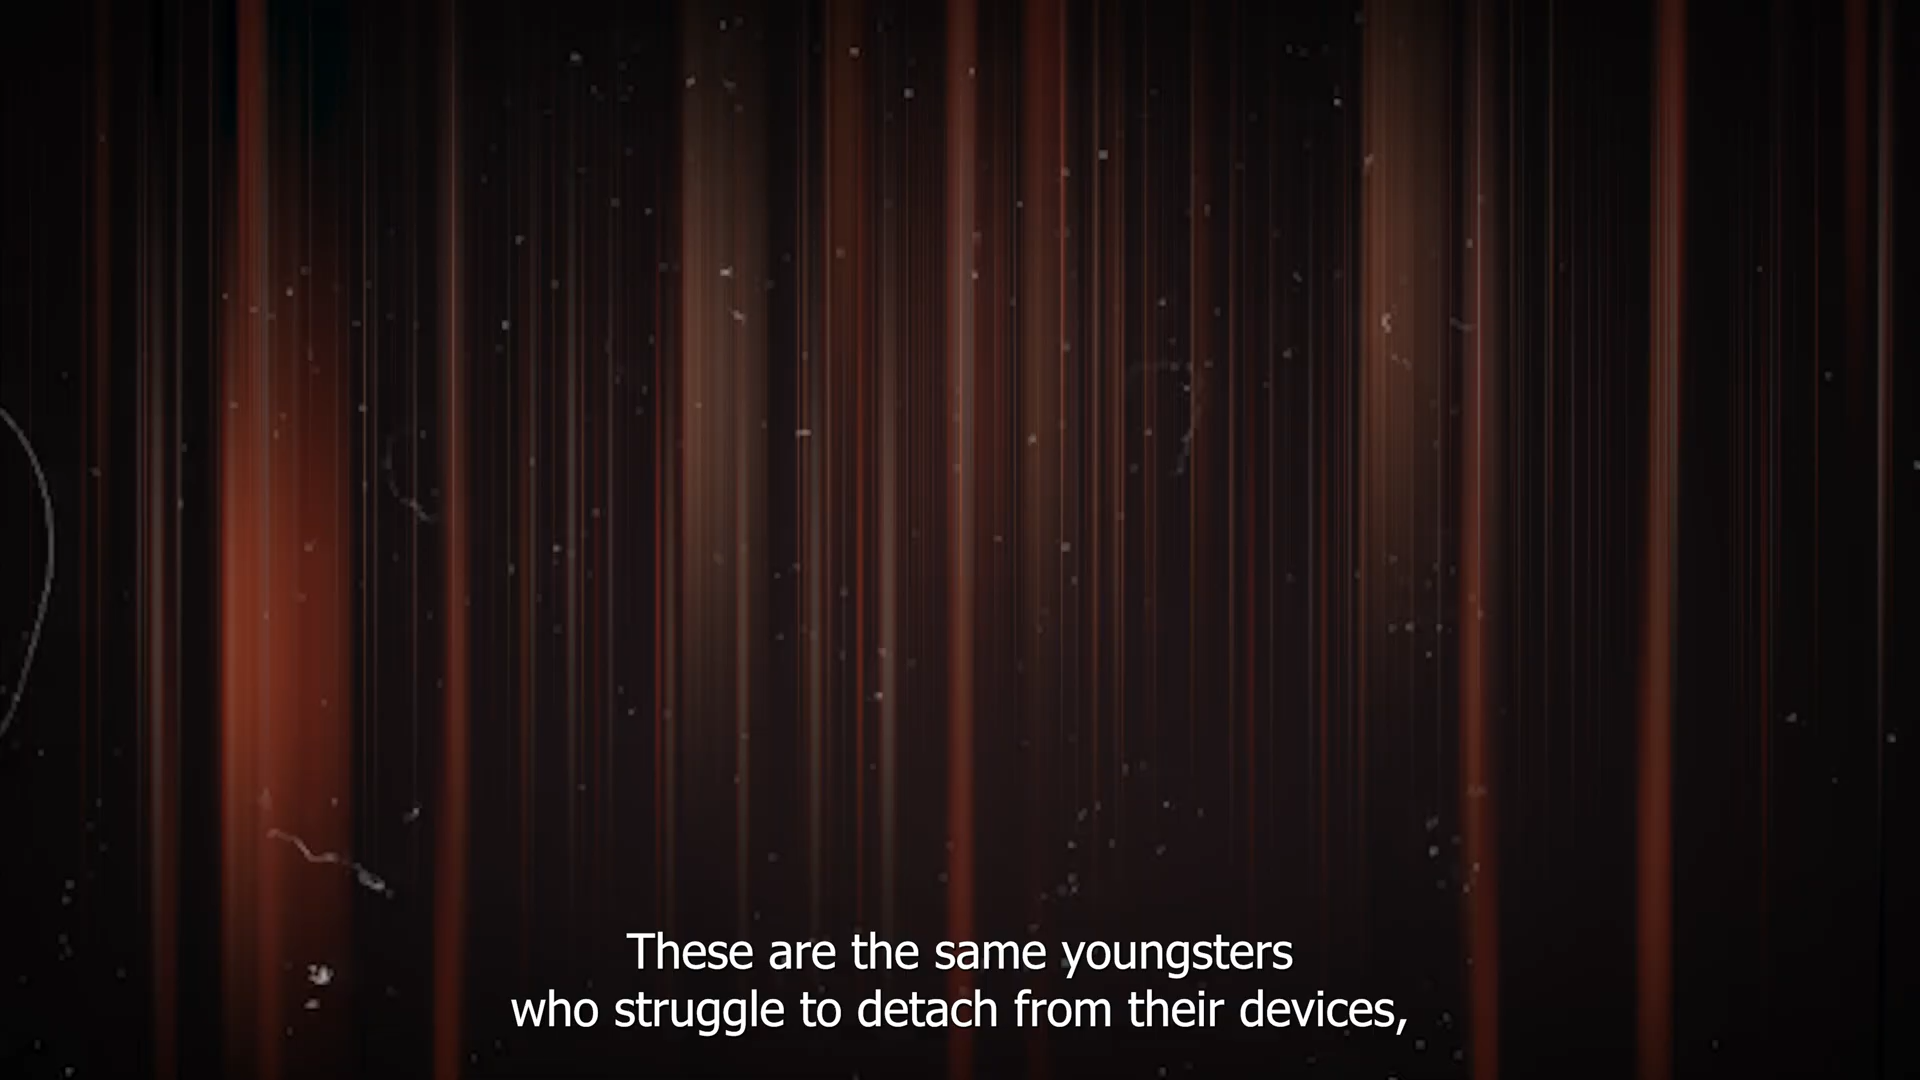 These are the same youngsters
who struggle to detach from their devices,